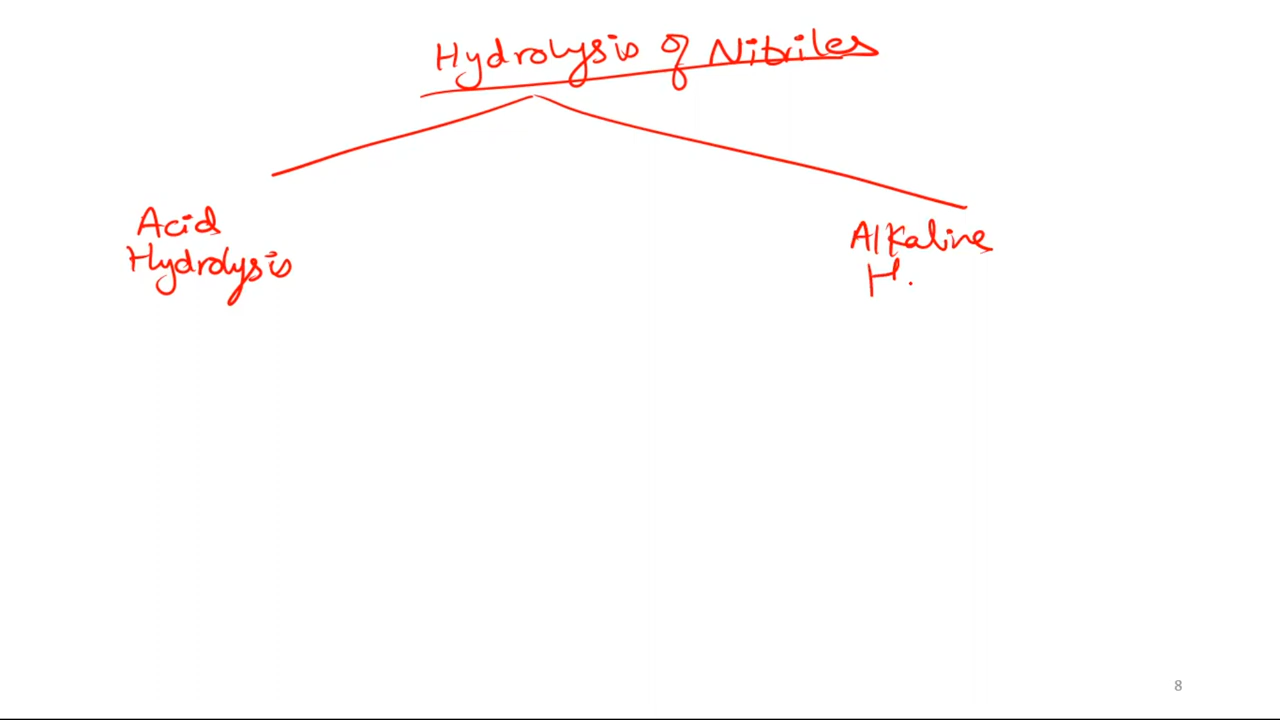 Hydrolysis of Nitriles
Acid
Hydrolysis
Alkaline
H.
8